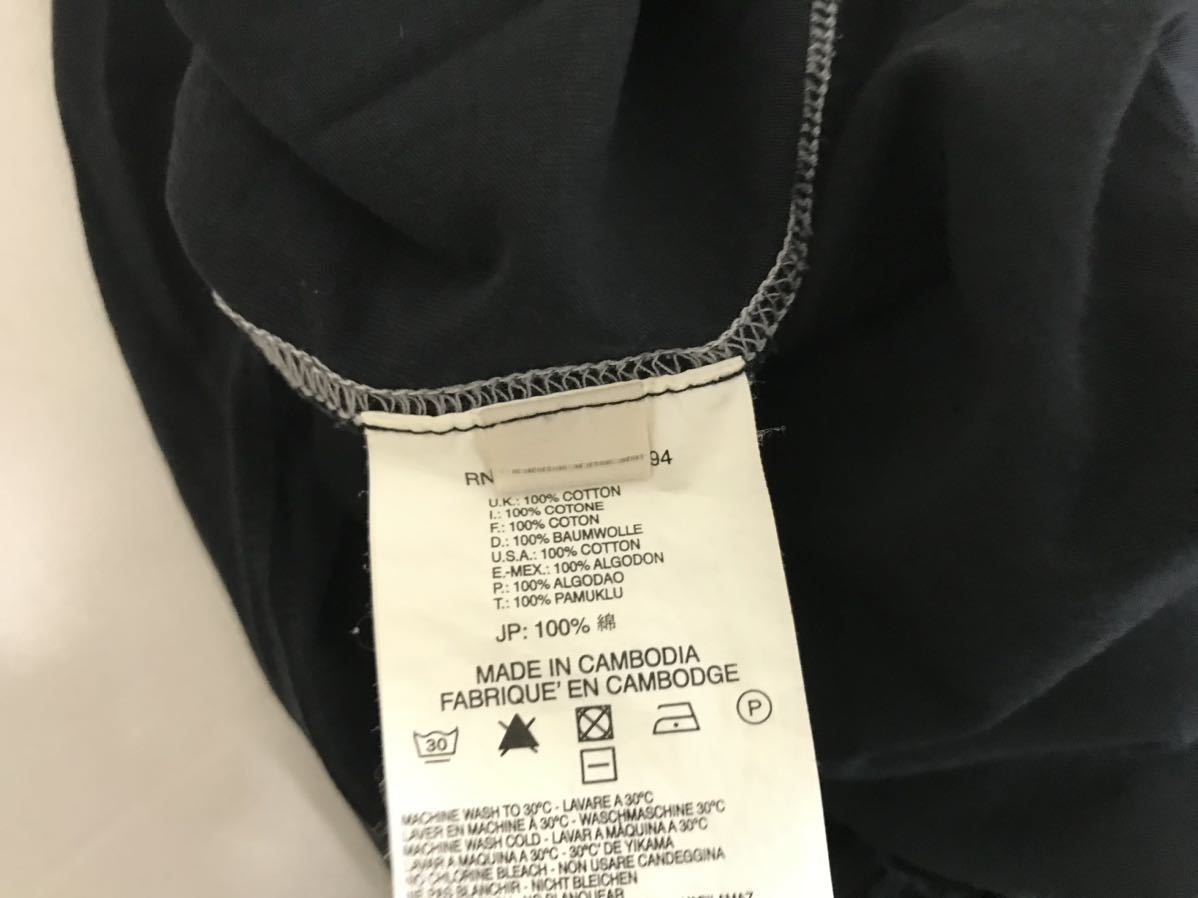 RN 94
U.K.: 100% COTTON
I.: 100% COTONE
F.: 100% COTON
D.: 100% BAUMWOLLE
U.S.A.: 100% COTTON
E.-MEX.: 100% ALGODON
P.: 100% ALGODAO
T.: 100% PAMUKLU
JP: 100% 綿
MADE IN CAMBODIA
FABRIQUE' EN CAMBODGE
30
P
MACHINE WASH TO 30°C - LAVARE A 30°C
LAVER EN MACHINE À 30°C - WASCHMASCHINE 30°C
MACHINE WASH COLD - LAVAR A MÁQUINA A 30°C
LAVAR A MAQUINA A 30°C - 30°C' DE YIKAMA
NO CHLORINE BLEACH - NON USARE CANDEGGINA
NE PAS BLANCHIR - NICHT BLEICHEN
NO BLANQUEAR